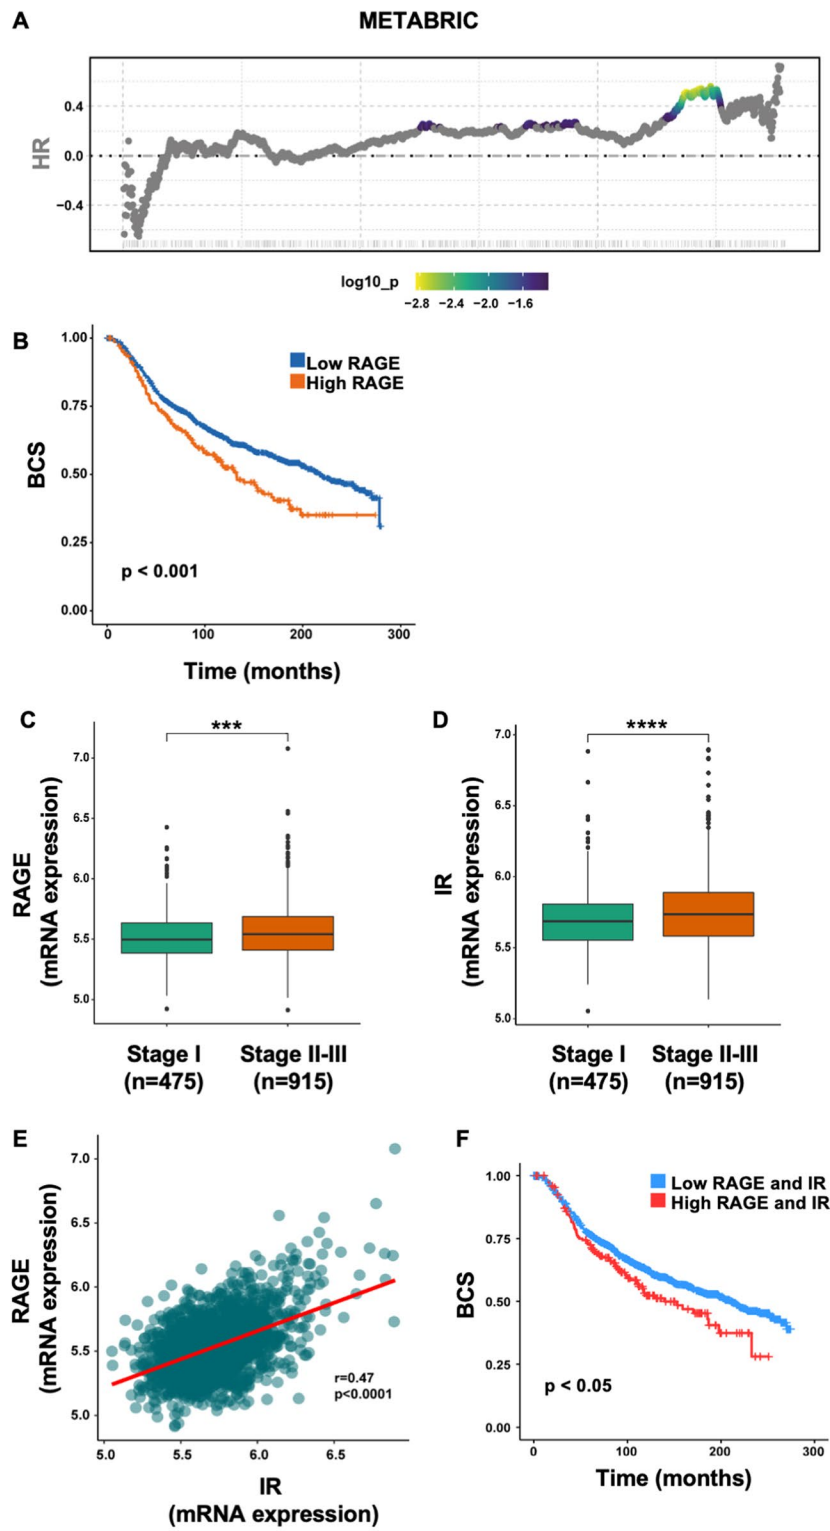 A
METABRIC
HR
0.4
0.0
−0.4
log10_p
−2.8 −2.4 −2.0 −1.6
B
BCS
1.00
0.75
0.50
0.25
0.00
Low RAGE
High RAGE
p < 0.001
0 100 200 300
Time (months)
C
RAGE
(mRNA expression)
***
7.0
6.5
6.0
5.5
5.0
Stage I
(n=475)
Stage II-III
(n=915)
D
IR
(mRNA expression)
****
7.0
6.5
6.0
5.5
5.0
Stage I
(n=475)
Stage II-III
(n=915)
E
RAGE
(mRNA expression)
7.0
6.5
6.0
5.5
5.0
r=0.47
p<0.0001
5.0 5.5 6.0 6.5
IR
(mRNA expression)
F
BCS
1.00
0.75
0.50
0.25
0.00
Low RAGE and IR
High RAGE and IR
p < 0.05
0 100 200 300
Time (months)